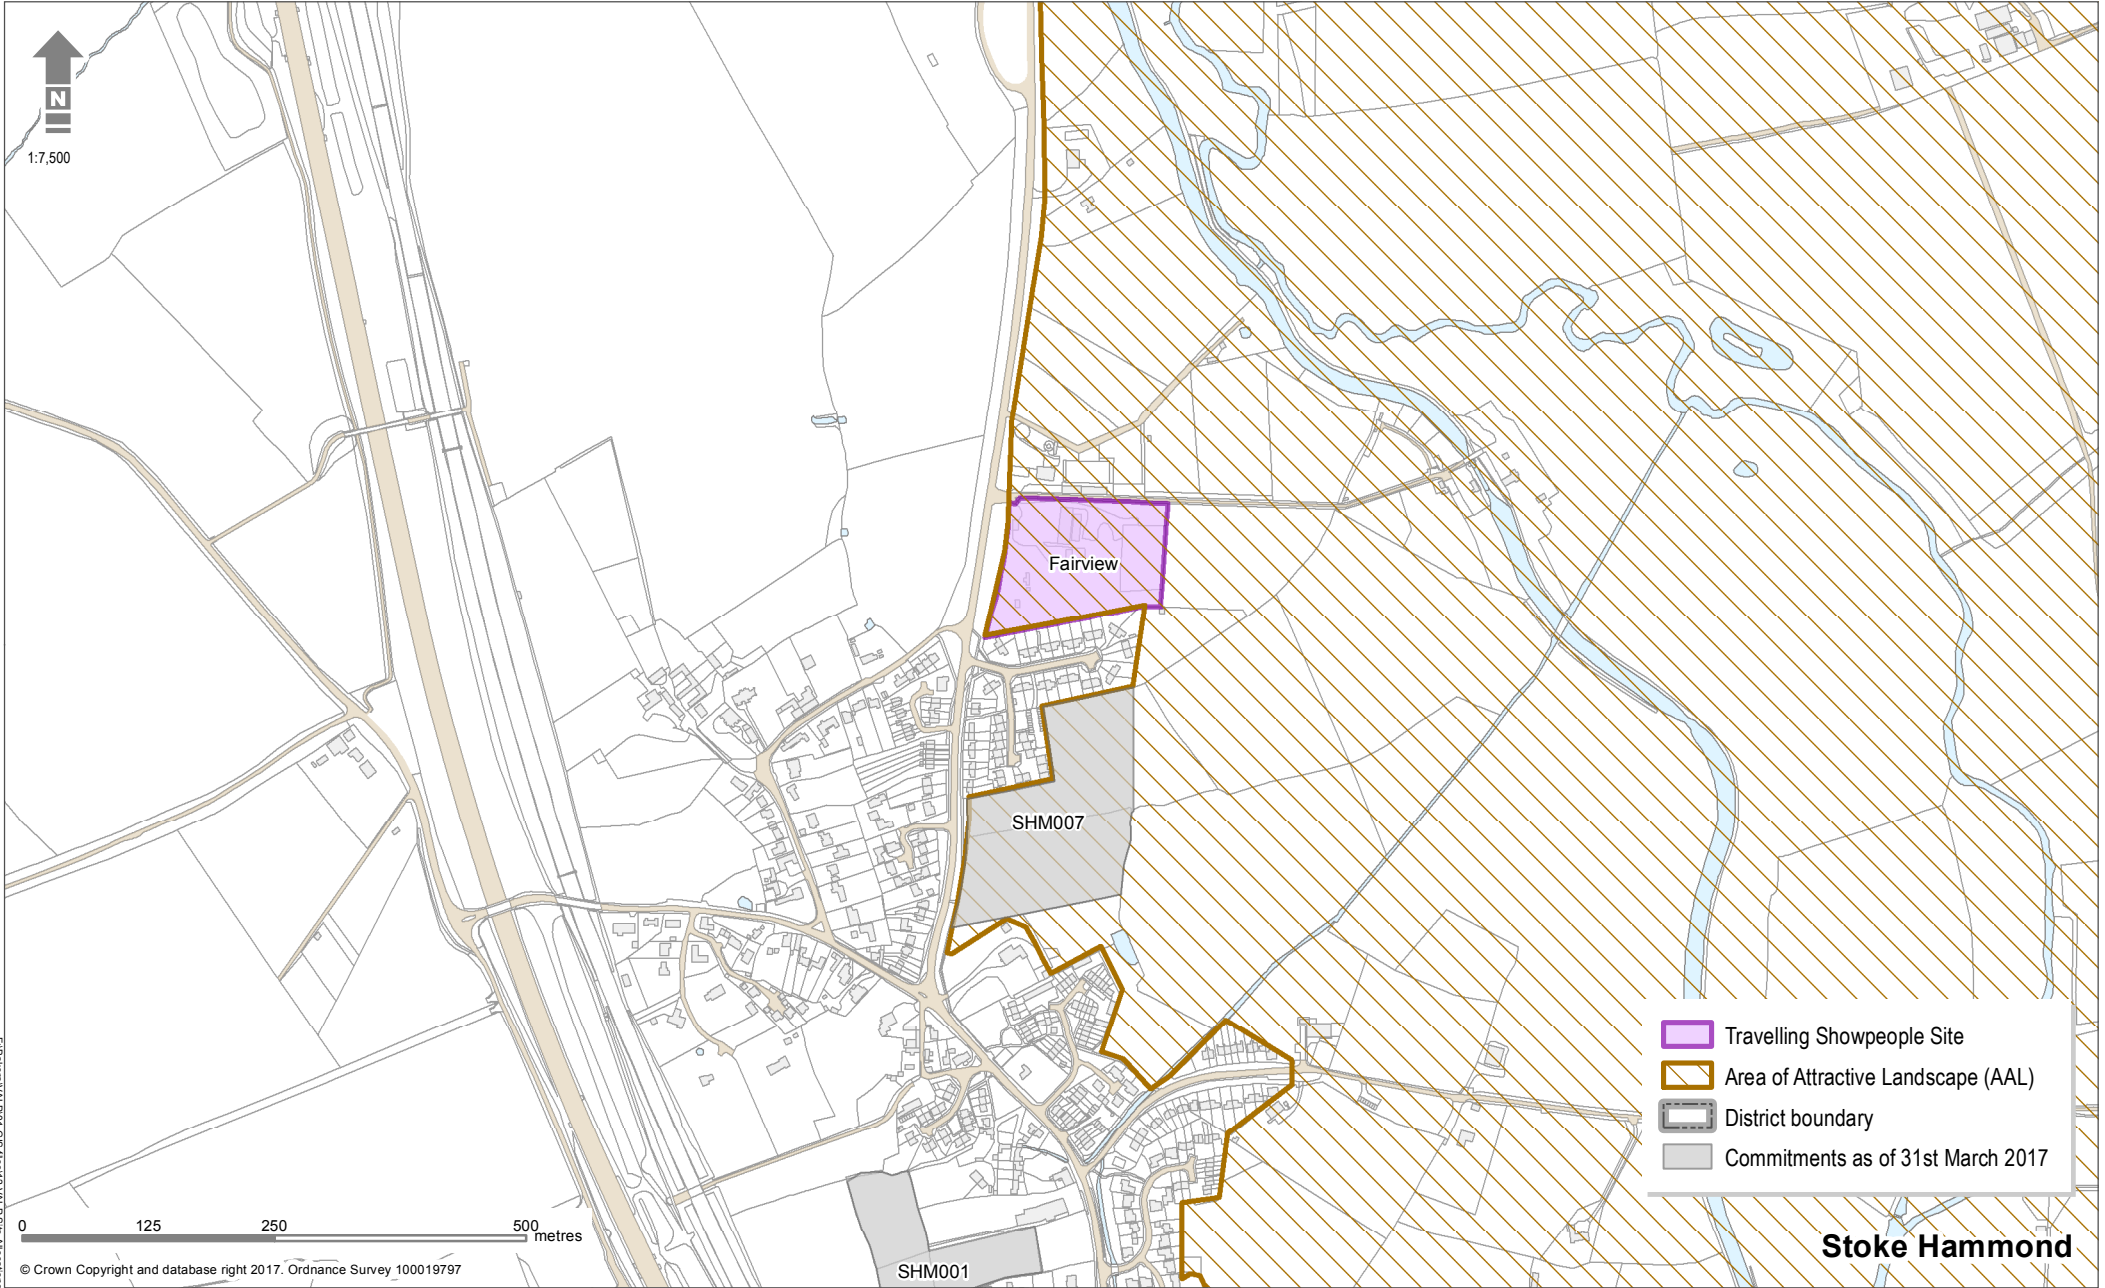 N
1:7,500
Fairview
SHM007
SHM001
Travelling Showpeople Site
Area of Attractive Landscape (AAL)
District boundary
Commitments as of 31st March 2017
0 125 250 500
metres
© Crown Copyright and database right 2017. Ordnance Survey 100019797
Stoke Hammond